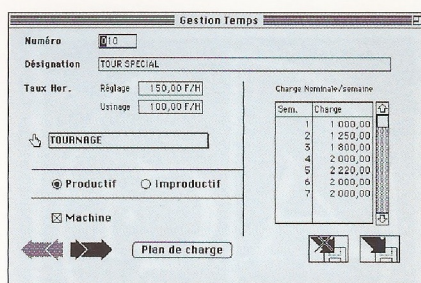 Gestion Temps
Numéro 010
Désignation TOUR SPECIAL
Taux Hor. Réglage 150,00 F/H
Usinage 100,00 F/H
TOURNAGE
Productif Improductif
Machine
Plan de charge
Charge Nominale/semaine
Sem. Charge
1 1 000,00
2 1 250,00
3 1 800,00
4 2 000,00
5 2 220,00
6 2 000,00
7 2 000,00